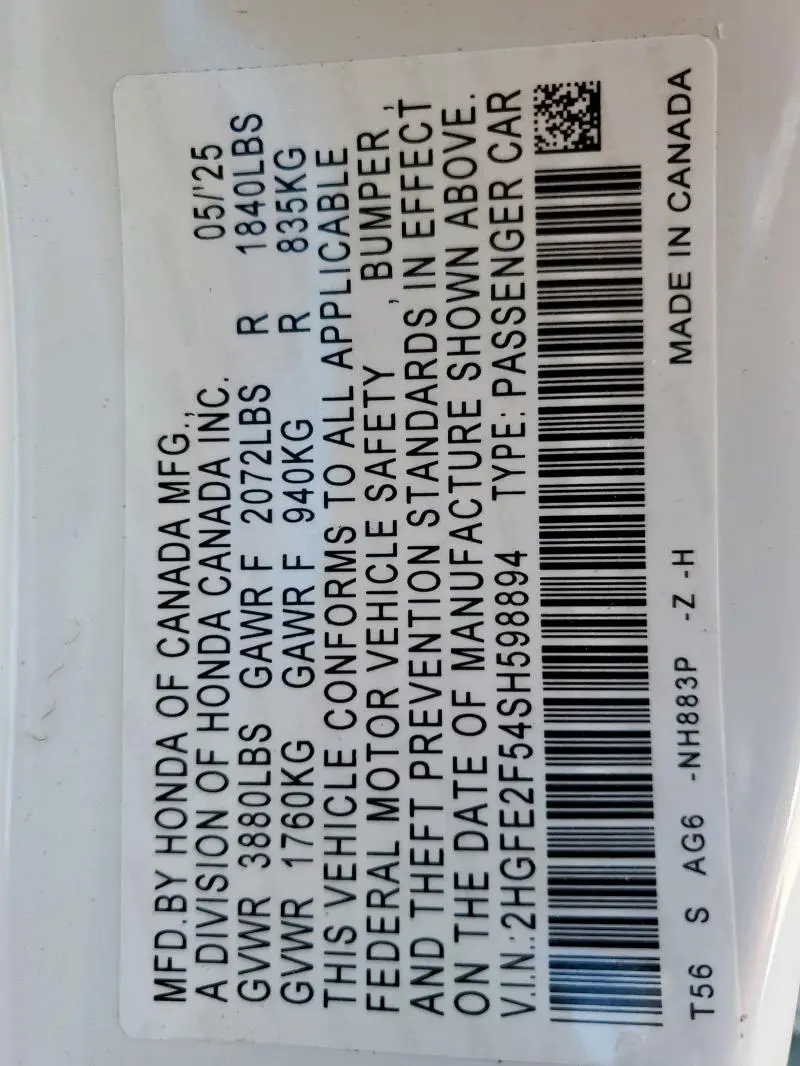 MFD.BY HONDA OF CANADA MFG.,
A DIVISION OF HONDA CANADA INC. 05/'25
GVWR 3880LBS GAWR F 2072LBS R 1840LBS
GVWR 1760KG GAWR F 940KG R 835KG
THIS VEHICLE CONFORMS TO ALL APPLICABLE
FEDERAL MOTOR VEHICLE SAFETY , BUMPER ,
AND THEFT PREVENTION STANDARDS IN EFFECT
ON THE DATE OF MANUFACTURE SHOWN ABOVE.
V.I.N.:2HGFE2F54SH598894 TYPE: PASSENGER CAR
T56 S AG6 -NH883P -Z -H MADE IN CANADA